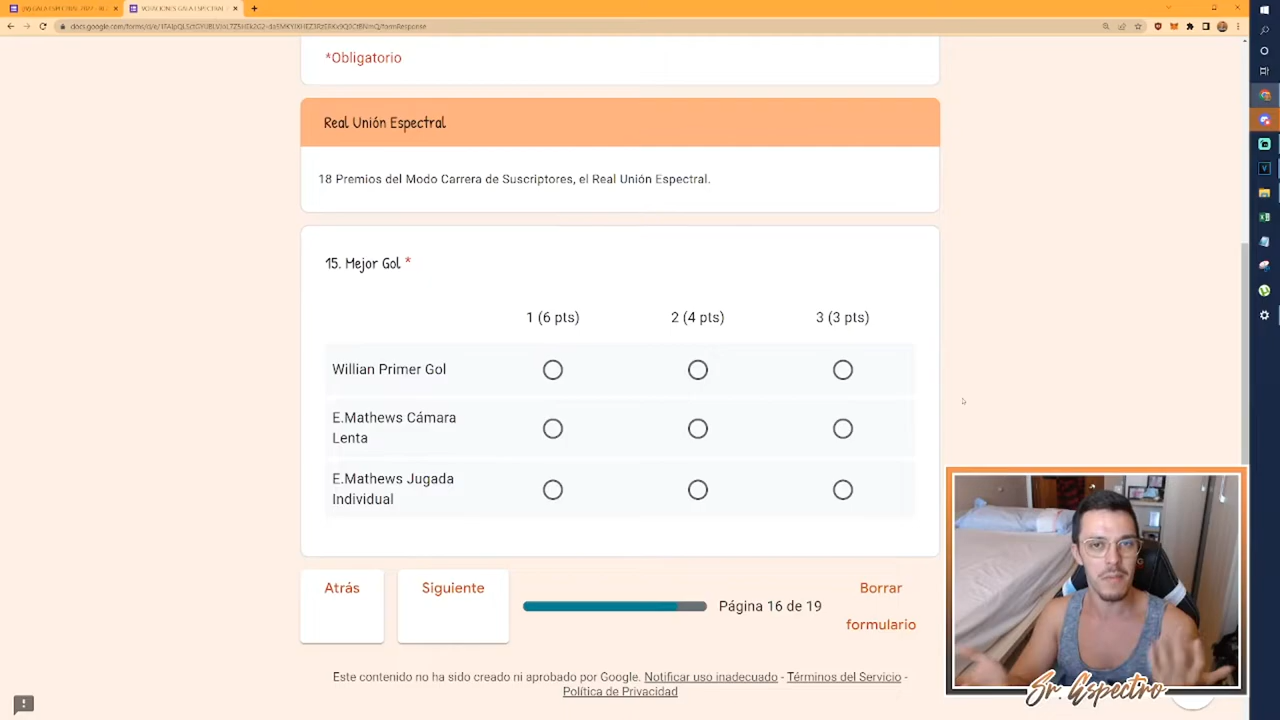 VOTACIONES GALA ESPECTRAL
*Obligatorio
Real Unión Espectral
18 Premios del Modo Carrera de Suscriptores, el Real Unión Espectral.
15. Mejor Gol *
1 (6 pts) 2 (4 pts) 3 (3 pts)
Willian Primer Gol
E.Mathews Cámara
Lenta
E.Mathews Jugada
Individual
Atrás
Siguiente
Página 16 de 19
Borrar
formulario
Este contenido no ha sido creado ni aprobado por Google. Notificar uso inadecuado - Términos del Servicio -
Política de Privacidad
Sr. Espectro